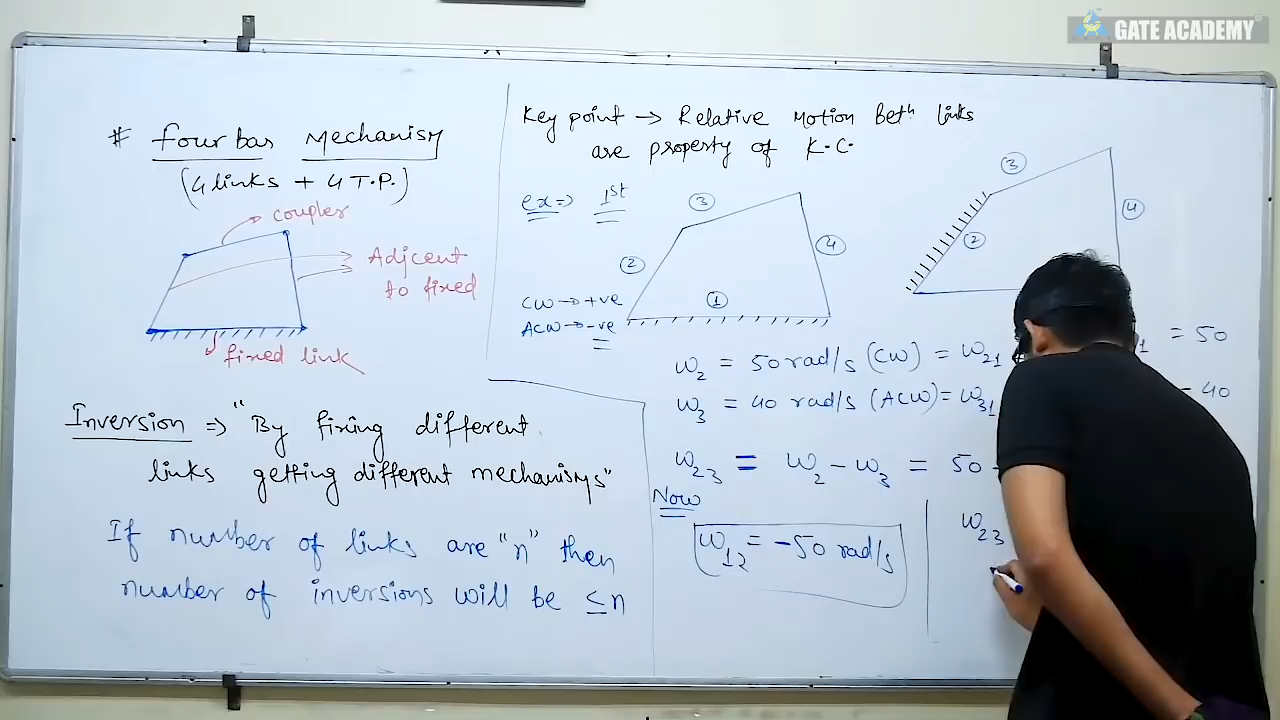 GATE ACADEMY
# four bar Mechanism
(4 links + 4 T.P.)
coupler
Adjcent
to fixed
fixed link
Inversion => "By fixing different
links getting different mechanisms"
If number of links are "n" then
number of inversions will be ≤n
Key point → Relative Motion Betn links
are property of K.C.
ex => 1st
CW → +ve
ACW → -ve
3
2
4
1
3
2
4
ω2 = 50 rad/s (CW) = ω21
1 = 50
ω3 = 40 rad/s (ACW) = ω31
- 40
ω23 = ω2 - ω3 = 50 -
Now
ω12 = -50 rad/s
ω23